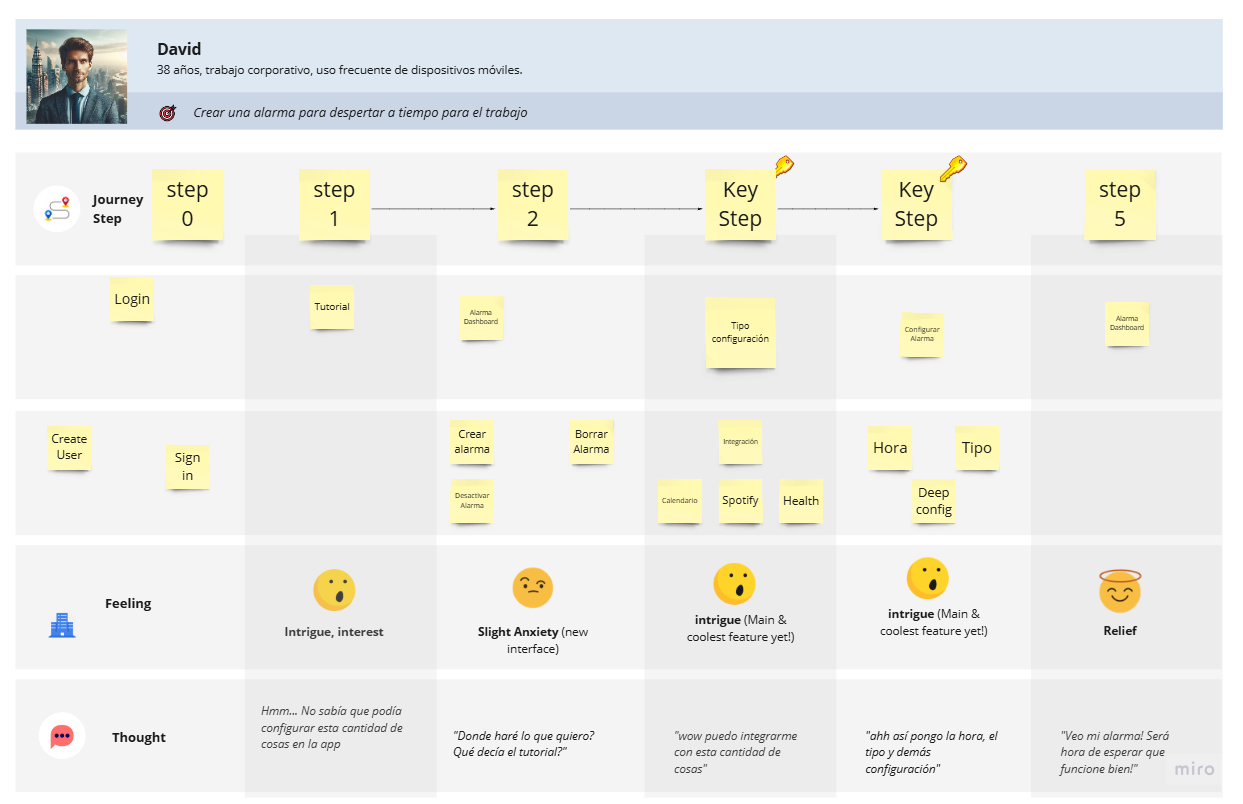 David
38 años, trabajo corporativo, uso frecuente de dispositivos móviles.
Crear una alarma para despertar a tiempo para el trabajo
Journey
Step
step
0
step
1
step
2
Key
Step
Key
Step
step
5
Login
Tutorial
Alarma
Dashboard
Tipo
configuración
Configurar
Alarma
Alarma
Dashboard
Create
User
Sign
in
Crear
alarma
Borrar
Alarma
Desactivar
Alarma
Integración
Calendario
Spotify
Health
Hora
Tipo
Deep
config
Feeling
Intrigue, interest
Slight Anxiety (new
interface)
intrigue (Main &
coolest feature yet!)
intrigue (Main &
coolest feature yet!)
Relief
Thought
Hmm... No sabía que podía
configurar esta cantidad de
cosas en la app
"Donde haré lo que quiero?
Qué decía el tutorial?"
"wow puedo integrarme
con esta cantidad de
cosas"
"ahh así pongo la hora, el
tipo y demás
configuración"
"Veo mi alarma! Será
hora de esperar que
funcione bien!"
miro